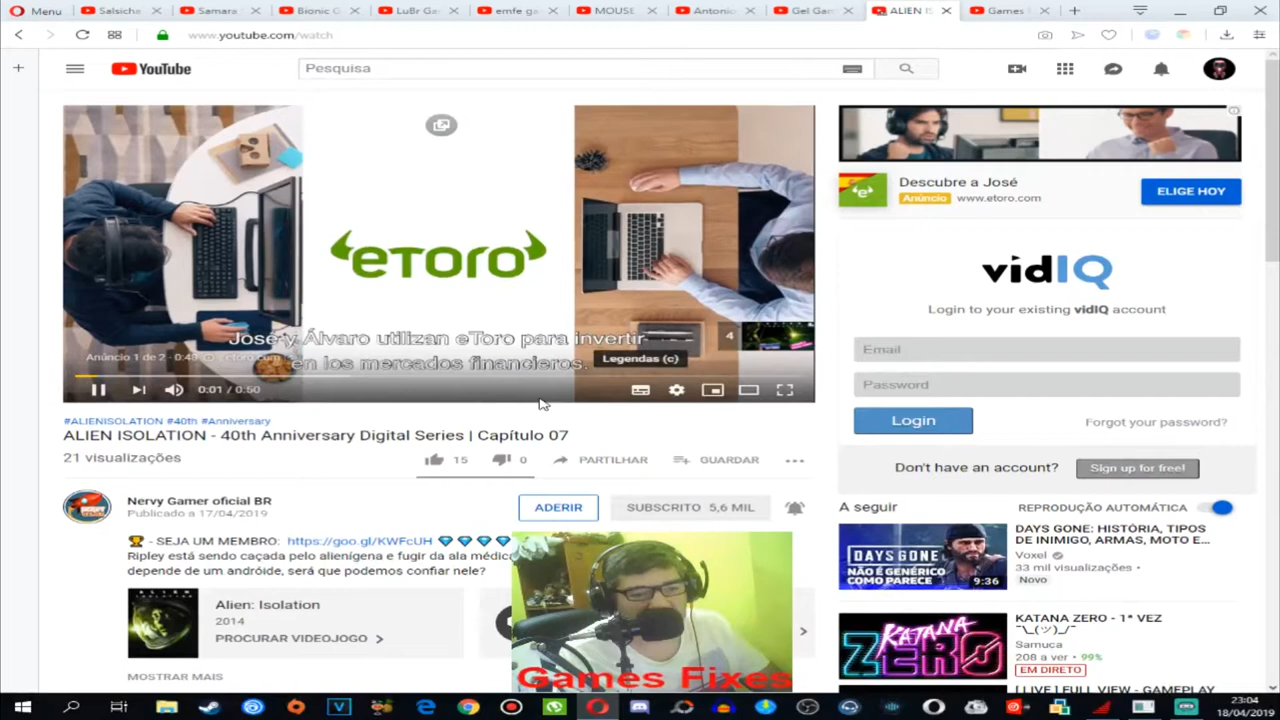 Menu
Salsiche
Samara_
Bionic G
LuBr Ga
emfe ga
MOUSE
Antonio
Gel Gam
ALIEN IS
Games
www.youtube.com/watch
YouTube
Pesquisa
eToro
José y Álvaro utilizan eToro para invertir
en los mercados financieros.
Anúncio 1 de 2 - 0:48
etoro.com
4
Legendas (c)
0:01 / 0:50
#ALIENISOLATION #40th #Anniversary
ALIEN ISOLATION - 40th Anniversary Digital Series | Capítulo 07
21 visualizações
15
0
PARTILHAR
GUARDAR
Nervy Gamer oficial BR
Publicado a 17/04/2019
ADERIR
SUBSCRITO 5,6 MIL
- SEJA UM MEMBRO: https://goo.gl/KWFcUH
Ripley está sendo caçada pelo alienígena e fugir da ala médic
depende de um andróide, será que podemos confiar nele?
Alien: Isolation
2014
PROCURAR VIDEOJOGO
MOSTRAR MAIS
Games Fixes
Descubre a José
Anúncio www.etoro.com
ELIGE HOY
vidIQ
Login to your existing vidIQ account
Email
Password
Login
Forgot your password?
Don't have an account?
Sign up for free!
A seguir
REPRODUÇÃO AUTOMÁTICA
DAYS GONE
NÃO É GENÉRICO
COMO PARECE
9:36
DAYS GONE: HISTÓRIA, TIPOS
DE INIMIGO, ARMAS, MOTO E...
Voxel
33 mil visualizações •
Novo
KATANA
ZERO
KATANA ZERO - 1ª VEZ
¯\_(ツ)_/¯
Samuca
208 a ver • 99%
EM DIRETO
[ LIVE ] FULL VIEW - GAMEPLAY
23:04
18/04/2019